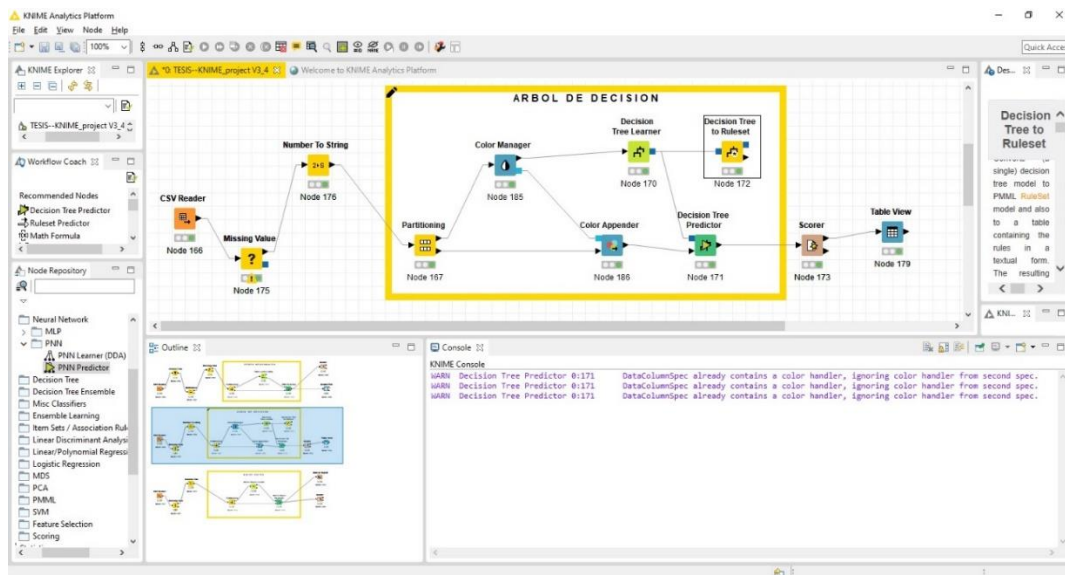 KNIME Analytics Platform
File Edit View Node Help
100%
Quick Acce
KNIME Explorer
TESIS--KNIME_project V3_4
Workflow Coach
Recommended Nodes
Decision Tree Predictor
Ruleset Predictor
Math Formula
Node Repository
Neural Network
MLP
PNN
PNN Learner (DDA)
PNN Predictor
Decision Tree
Decision Tree Ensemble
Misc Classifiers
Ensemble Learning
Item Sets / Association Rul
Linear Discriminant Analysi
Linear/Polynomial Regressi
Logistic Regression
MDS
PCA
PMML
SVM
Feature Selection
Scoring
*0: TESIS--KNIME_project V3_4
Welcome to KNIME Analytics Platform
ARBOL DE DECISION
CSV Reader
Node 166
Missing Value
Node 175
Number To String
Node 176
Partitioning
Node 167
Color Manager
Node 185
Color Appender
Node 186
Decision
Tree Learner
Node 170
Decision Tree
to Ruleset
Node 172
Decision Tree
Predictor
Node 171
Scorer
Node 173
Table View
Node 179
Des...
Decision
Tree to
Ruleset
single) decision
tree model to
PMML RuleSet
model and also
to a table
containing the
rules in a
textual form.
The resulting
KNI...
Outline
Console
KNIME Console
WARN Decision Tree Predictor 0:171 DataColumnSpec already contains a color handler, ignoring color handler from second spec.
WARN Decision Tree Predictor 0:171 DataColumnSpec already contains a color handler, ignoring color handler from second spec.
WARN Decision Tree Predictor 0:171 DataColumnSpec already contains a color handler, ignoring color handler from second spec.